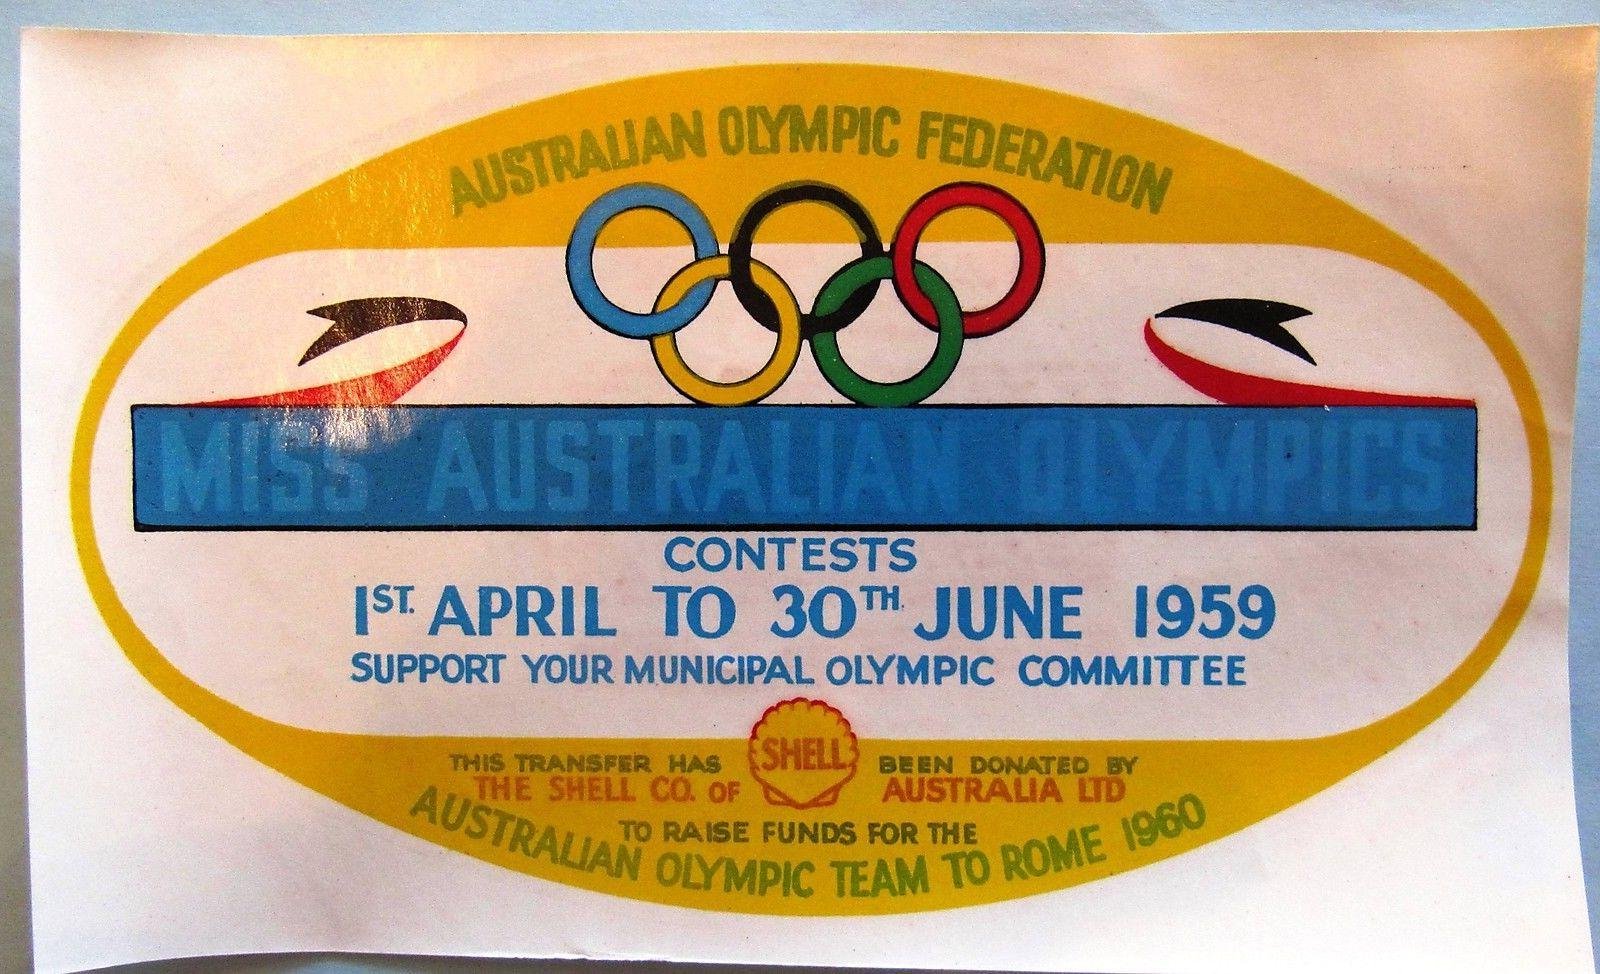 AUSTRALIAN OLYMPIC FEDERATION
MISS AUSTRALIAN OLYMPICS
CONTESTS
1ST. APRIL TO 30TH. JUNE 1959
SUPPORT YOUR MUNICIPAL OLYMPIC COMMITTEE
THIS TRANSFER HAS SHELL BEEN DONATED BY
THE SHELL CO. OF AUSTRALIA LTD
TO RAISE FUNDS FOR THE
AUSTRALIAN OLYMPIC TEAM TO ROME 1960